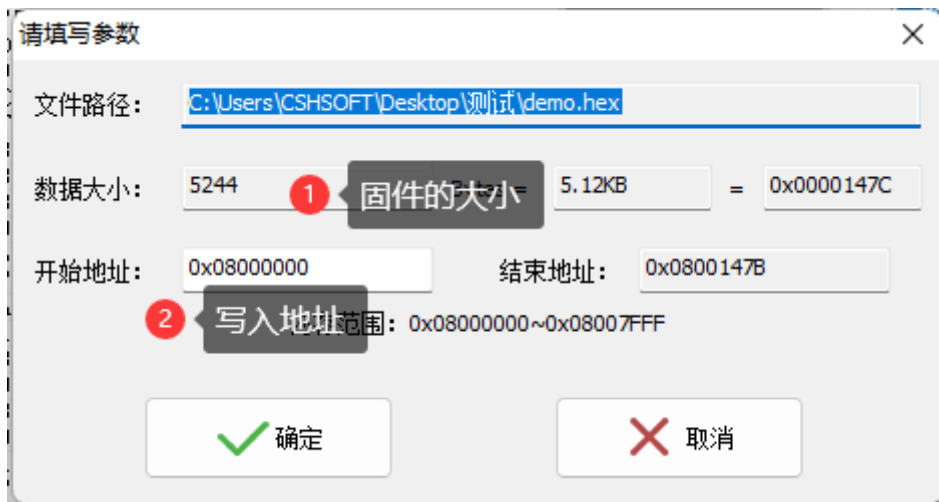 请填写参数
文件路径： C:\Users\CSHSOFT\Desktop\测试\demo.hex
数据大小： 5244 1 固件的大小 = 5.12KB = 0x0000147C
开始地址： 0x08000000 结束地址： 0x0800147B
2 写入地址 范围：0x08000000~0x08007FFF
确定 取消